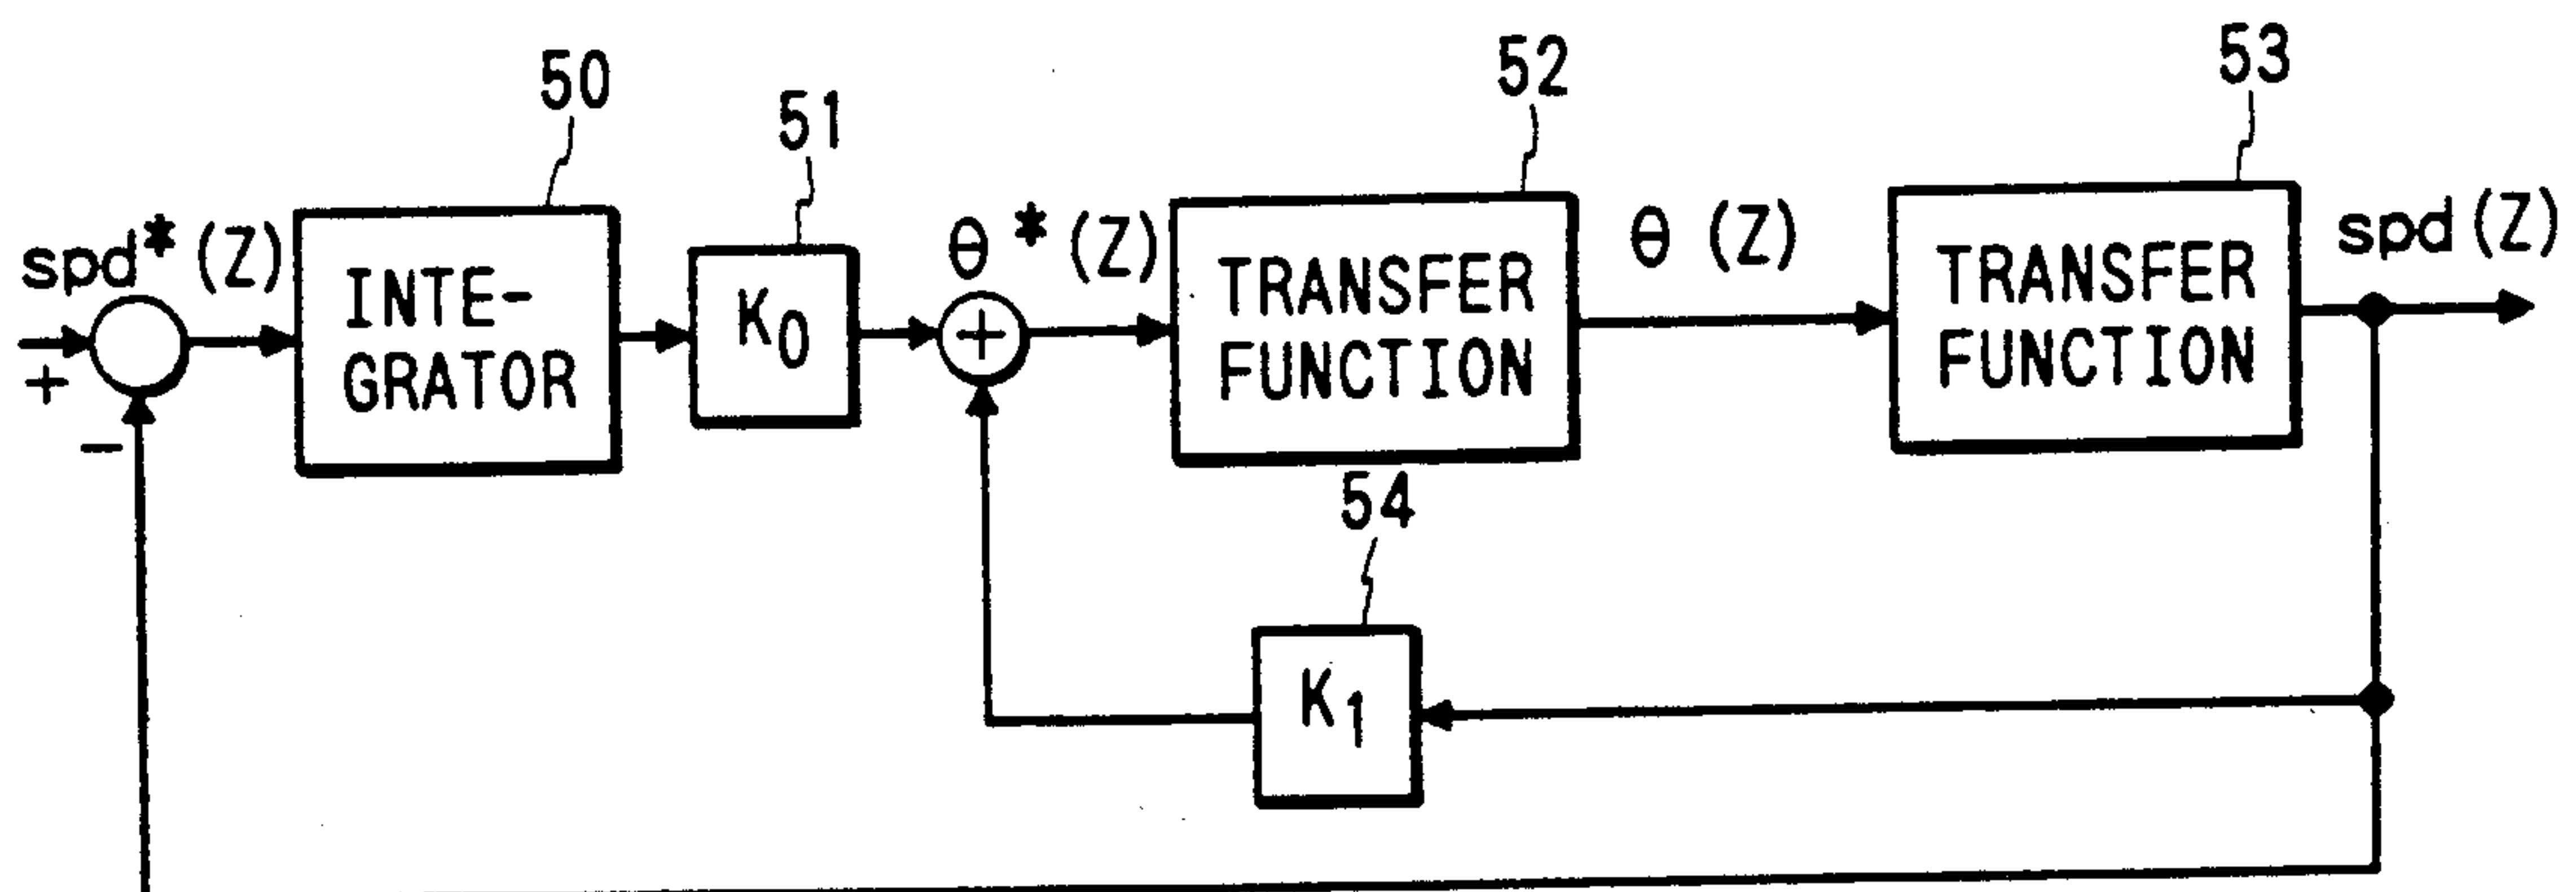 50
51
52
53
spd* (Z)
INTE-
GRATOR
K0
θ* (Z)
+
TRANSFER
FUNCTION
θ (Z)
TRANSFER
FUNCTION
spd (Z)
+
−
54
K1